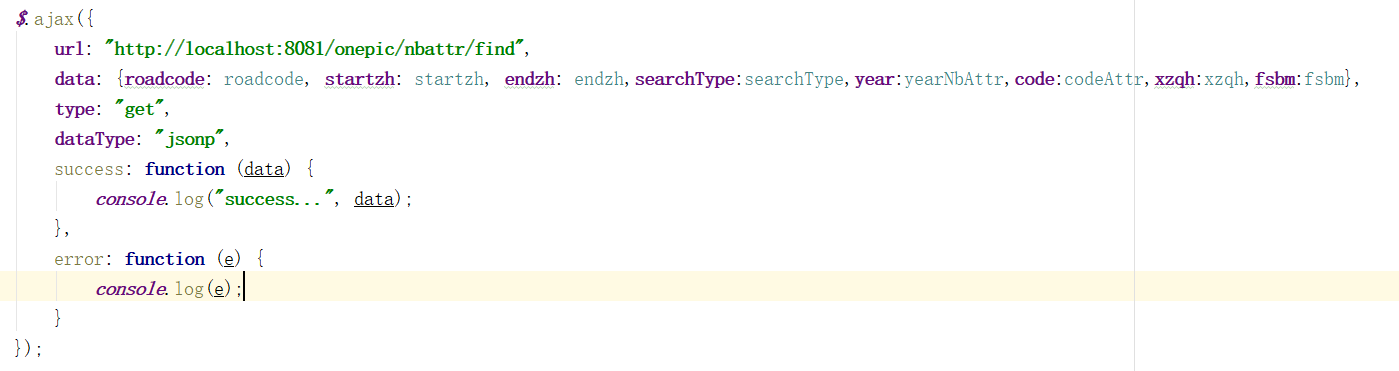 $.ajax({
    url: "http://localhost:8081/onepic/nbattr/find",
    data: {roadcode: roadcode, startzh: startzh, endzh: endzh,searchType:searchType,year:yearNbAttr,code:codeAttr,xzqh:xzqh,fsbm:fsbm},
    type: "get",
    dataType: "jsonp",
    success: function (data) {
        console.log("success...", data);
    },
    error: function (e) {
        console.log(e);
    }
});